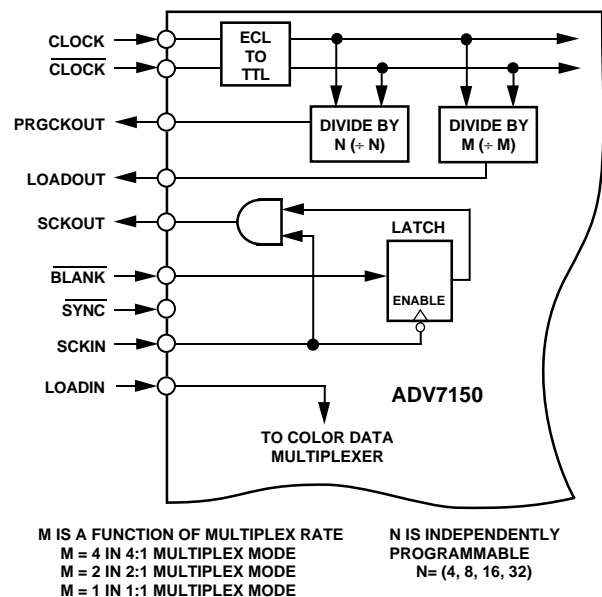 CLOCK
CLOCK
PRGCKOUT
LOADOUT
SCKOUT
BLANK
SYNC
SCKIN
LOADIN
ECL
TO
TTL
DIVIDE BY
N (÷ N)
DIVIDE BY
M (÷ M)
LATCH
ENABLE
ADV7150
TO COLOR DATA
MULTIPLEXER
M IS A FUNCTION OF MULTIPLEX RATE
M = 4 IN 4:1 MULTIPLEX MODE
M = 2 IN 2:1 MULTIPLEX MODE
M = 1 IN 1:1 MULTIPLEX MODE
N IS INDEPENDENTLY
PROGRAMMABLE
N= (4, 8, 16, 32)